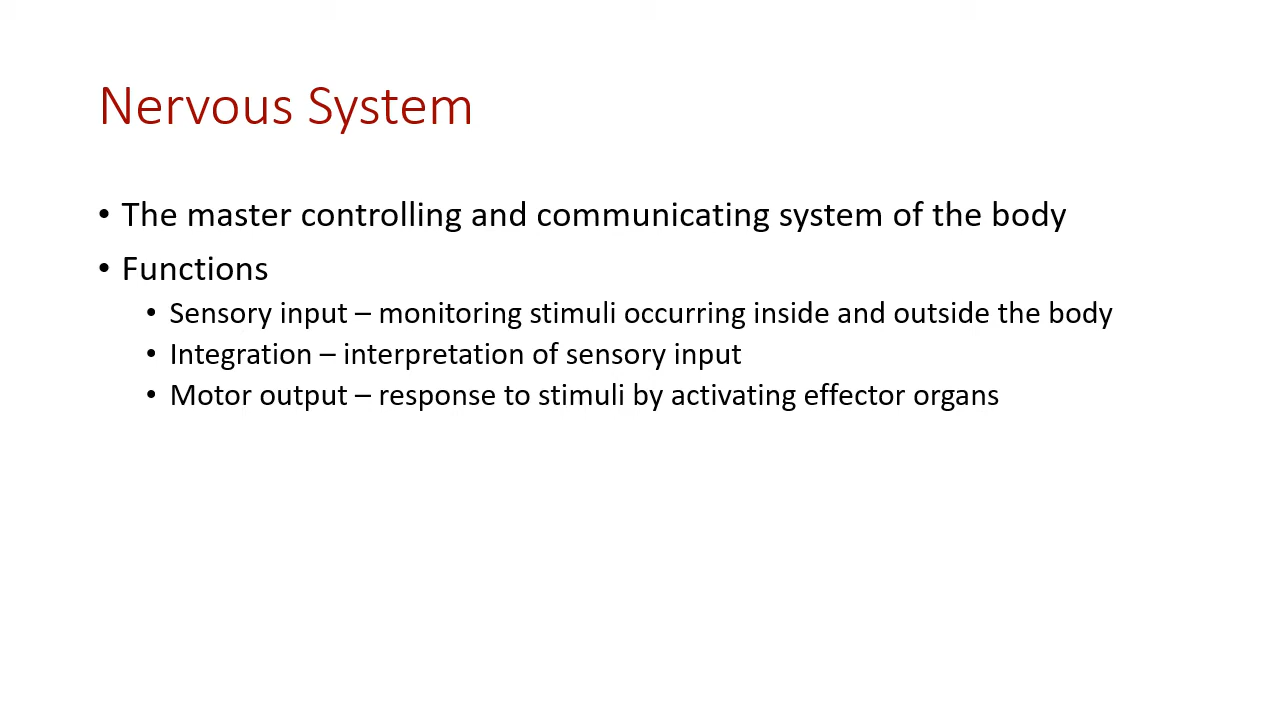 Nervous System
• The master controlling and communicating system of the body
• Functions
• Sensory input – monitoring stimuli occurring inside and outside the body
• Integration – interpretation of sensory input
• Motor output – response to stimuli by activating effector organs